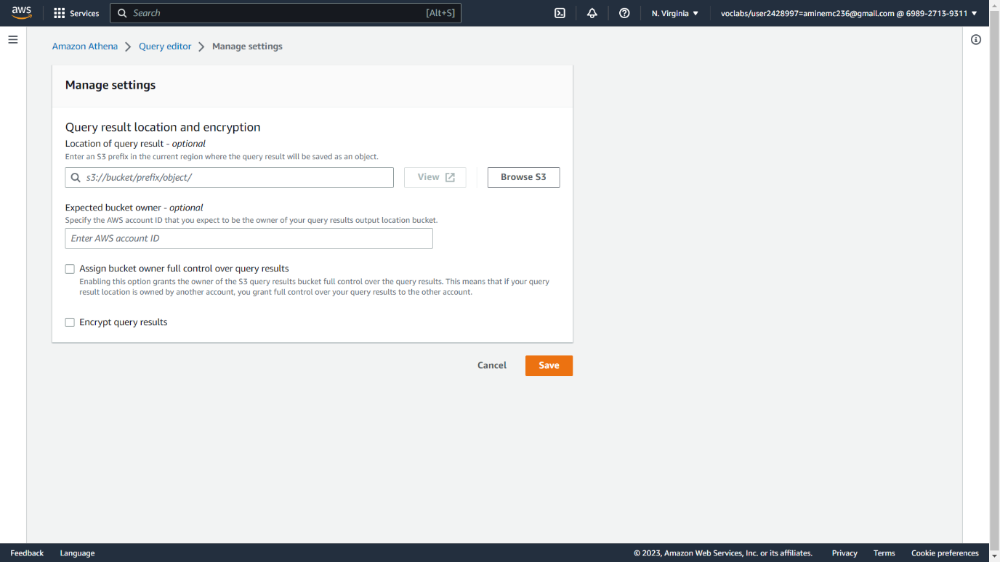 aws
Services
Search
[Alt+S]
N. Virginia
voclabs/user2428997=aminemc236@gmail.com @ 6989-2713-9311
Amazon Athena
Query editor
Manage settings
Manage settings
Query result location and encryption
Location of query result - optional
Enter an S3 prefix in the current region where the query result will be saved as an object.
s3://bucket/prefix/object/
View
Browse S3
Expected bucket owner - optional
Specify the AWS account ID that you expect to be the owner of your query results output location bucket.
Enter AWS account ID
Assign bucket owner full control over query results
Enabling this option grants the owner of the S3 query results bucket full control over the query results. This means that if your query
result location is owned by another account, you grant full control over your query results to the other account.
Encrypt query results
Cancel
Save
Feedback
Language
© 2023, Amazon Web Services, Inc. or its affiliates.
Privacy
Terms
Cookie preferences